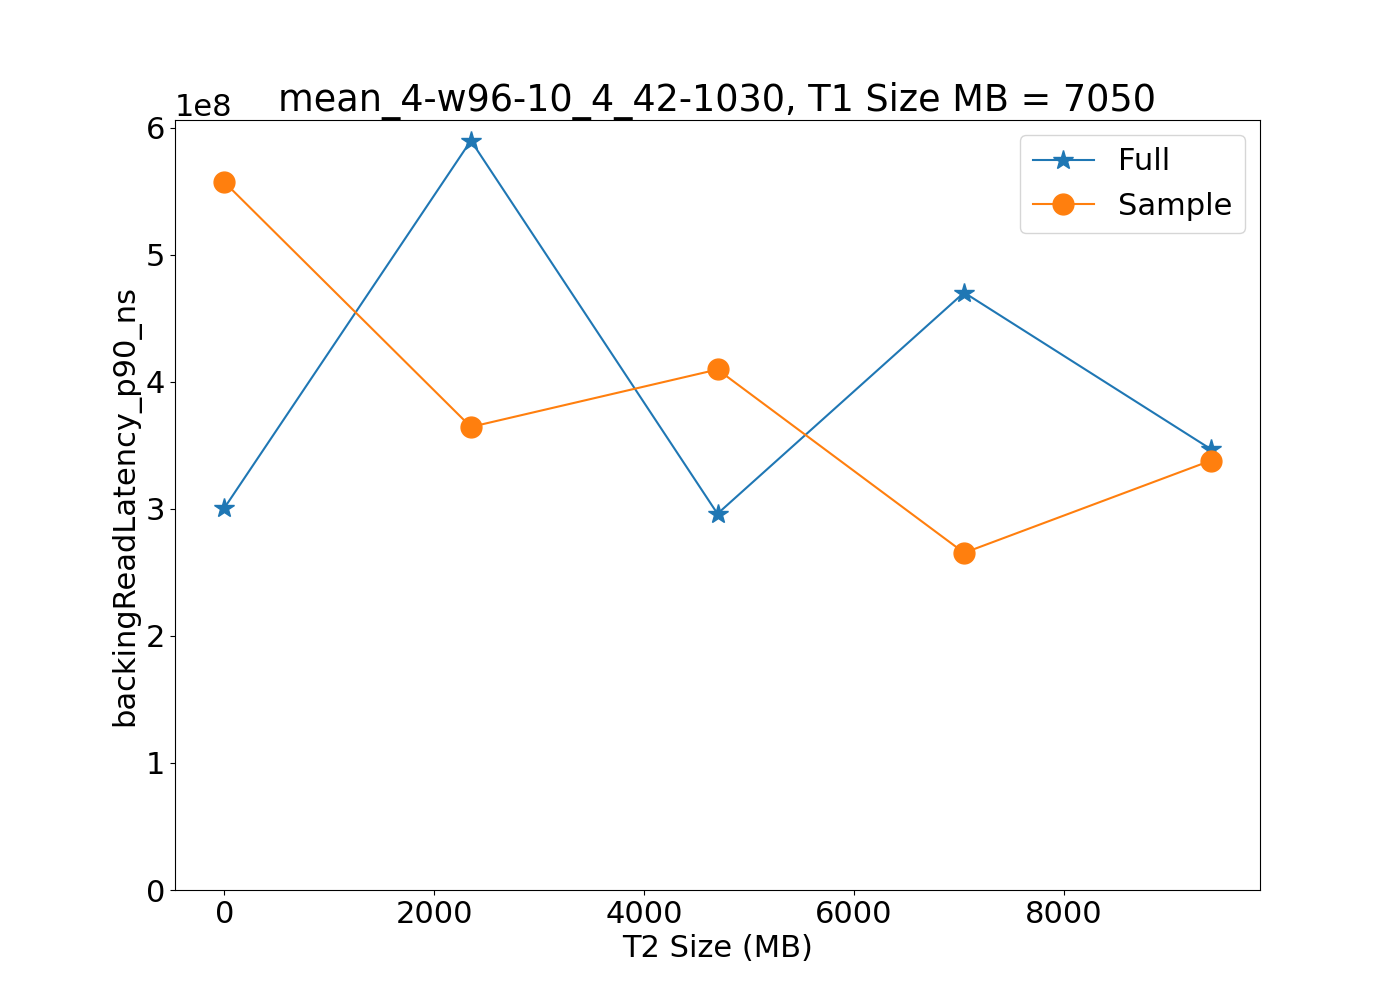 1e8
mean_4-w96-10_4_42-1030, T1 Size MB = 7050
Full
Sample
6
5
4
3
2
1
0
backingReadLatency_p90_ns
0 2000 4000 6000 8000
T2 Size (MB)